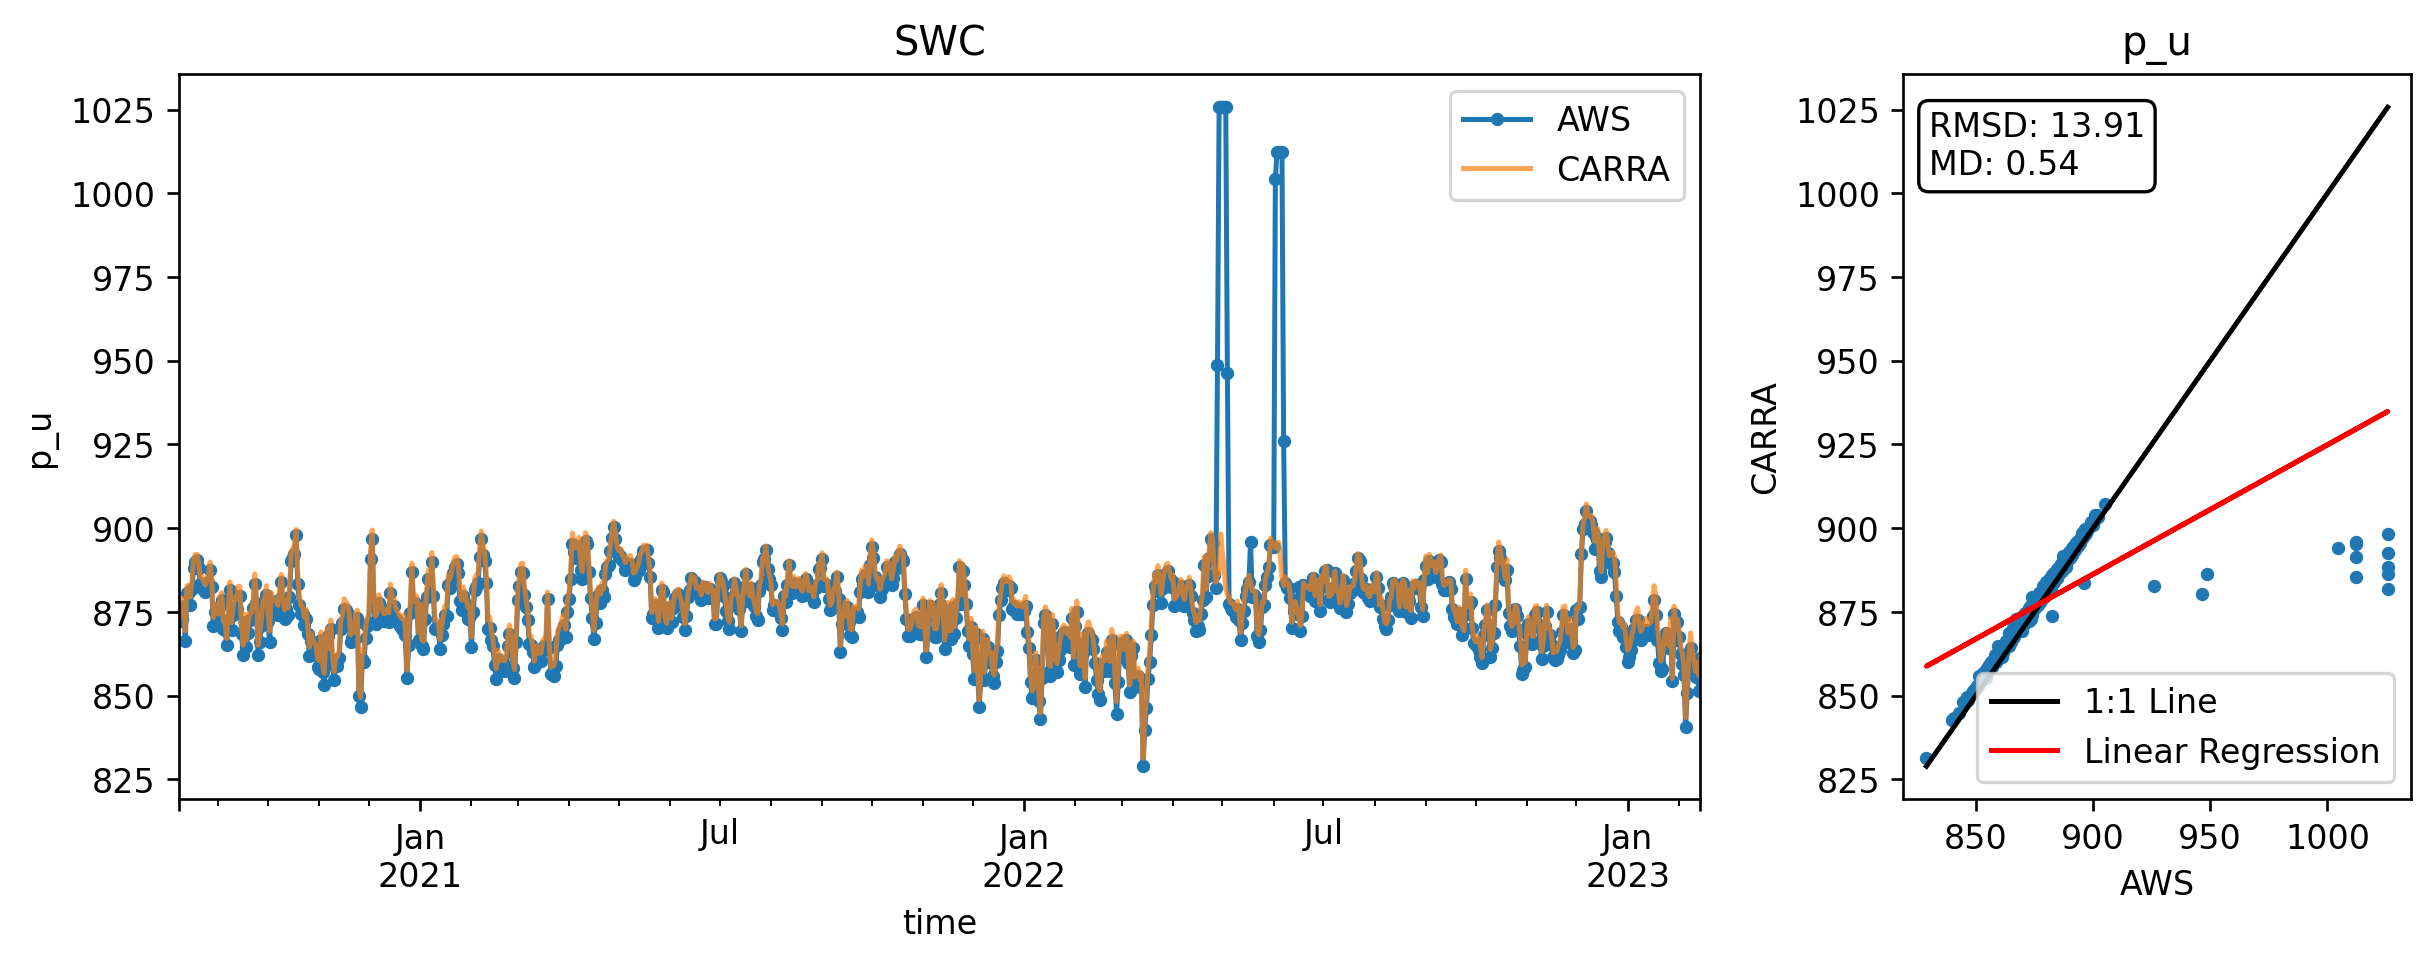 SWC
p_u
1025
1000
975
950
925
900
875
850
825
AWS
CARRA
Jan
2021
Jul
Jan
2022
Jul
Jan
2023
time
p_u
CARRA
1025
1000
975
950
925
900
875
850
825
RMSD: 13.91
MD: 0.54
1:1 Line
Linear Regression
850 900 950 1000
AWS